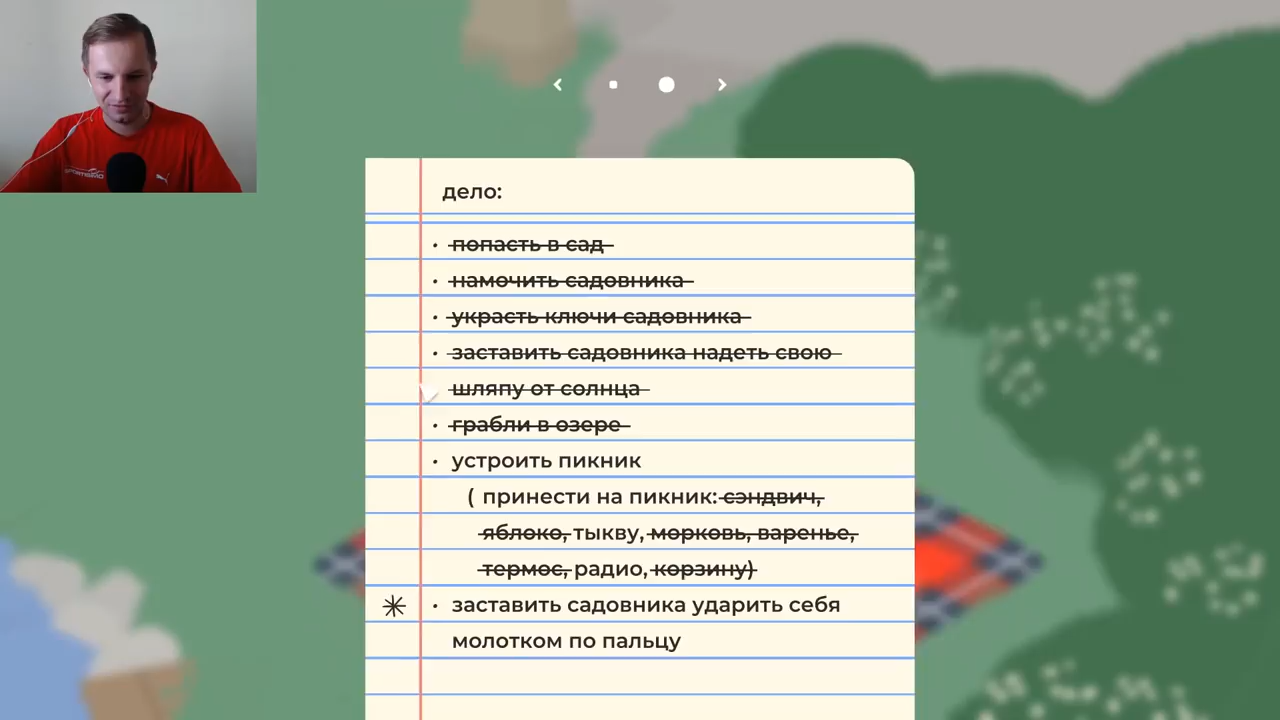 дело:
· попасть в сад
· намочить садовника
· украсть ключи садовника
· заставить садовника надеть свою
шляпу от солнца
· грабли в озере
· устроить пикник
( принести на пикник: сэндвич,
яблоко, тыкву, морковь, варенье,
термос, радио, корзину)
· заставить садовника ударить себя
молотком по пальцу
SPORTISIMO